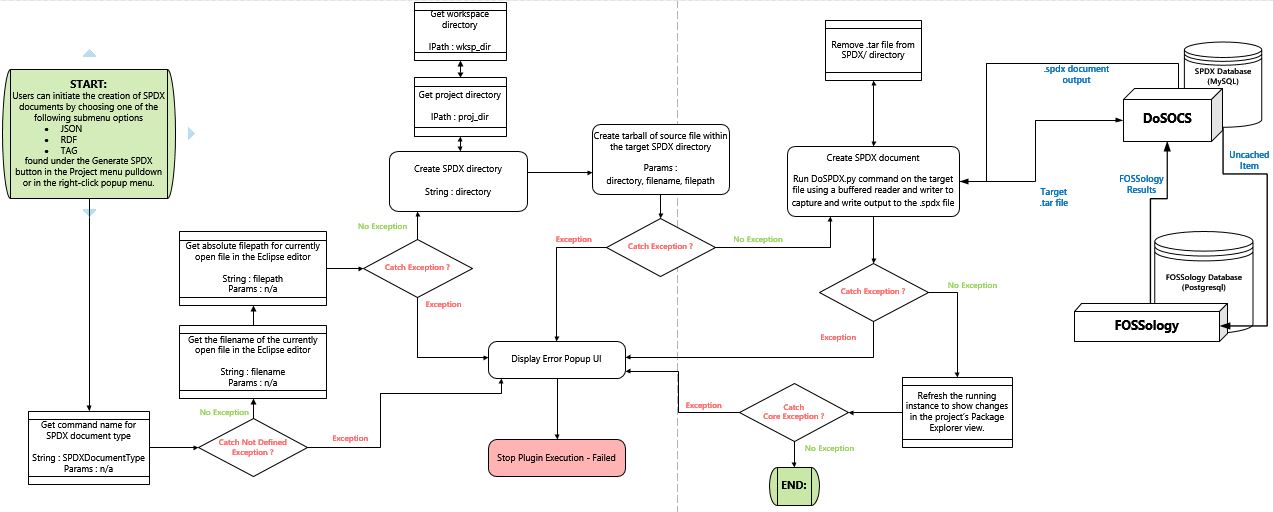 START:
Users can initiate the creation of SPDX
documents by choosing one of the
following submenu options
• JSON
• RDF
• TAG
found under the Generate SPDX
button in the Project menu pulldown
or in the right-click popup menu.
Get command name for
SPDX document type
String : SPDXDocumentType
Params : n/a
Catch Not Defined
Exception ?
No Exception
Exception
Get the filename of the currently
open file in the Eclipse editor
String : filename
Params : n/a
Get absolute filepath for currently
open file in the Eclipse editor
String : filepath
Params : n/a
Catch Exception ?
No Exception
Exception
Create SPDX directory
String : directory
Get project directory
IPath : proj_dir
Get workspace
directory
IPath : wksp_dir
Create tarball of source file within
the target SPDX directory
Params :
directory, filename, filepath
Catch Exception ?
Exception
No Exception
Display Error Popup UI
Stop Plugin Execution - Failed
Remove .tar file from
SPDX/ directory
Create SPDX document
Run DoSPDX.py command on the target
file using a buffered reader and writer to
capture and write output to the .spdx file
Catch Exception ?
No Exception
Exception
Refresh the running
instance to show changes
in the project's Package
Explorer view.
Catch
Core Exception ?
Exception
No Exception
END:
.spdx document
output
SPDX Database
(MySQL)
DoSOCS
Target
.tar file
FOSSology
Results
Uncached
Item
FOSSology Database
(Postgresql)
FOSSology